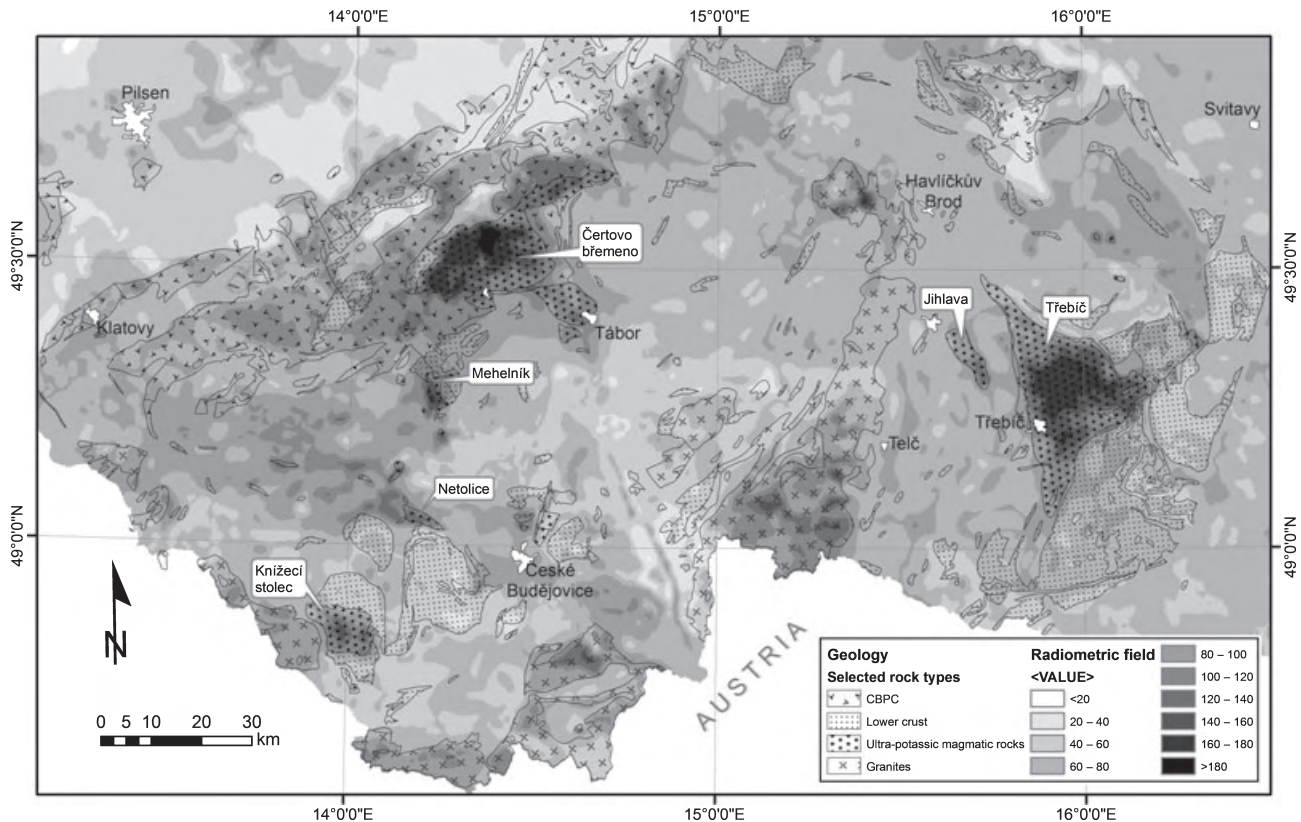 14°0'0"E
15°0'0"E
16°0'0"E
Pilsen
Svitavy
Havlíčkův
Brod
Čertovo
břemeno
49°30'0"N
49°30'0"N
Jihlava
Třebíč
Klatovy
Tábor
Mehelník
Třebíč
Telč
Netolice
49°0'0"N
49°0'0"N
Knížecí
stolec
České
Budějovice
N
AUSTRIA
0 5 10 20 30
km
Geology
Selected rock types
CBPC
Lower crust
Ultra-potassic magmatic rocks
Granites
Radiometric field
<VALUE>
<20
20 – 40
40 – 60
60 – 80
80 – 100
100 – 120
120 – 140
140 – 160
160 – 180
>180
14°0'0"E
15°0'0"E
16°0'0"E